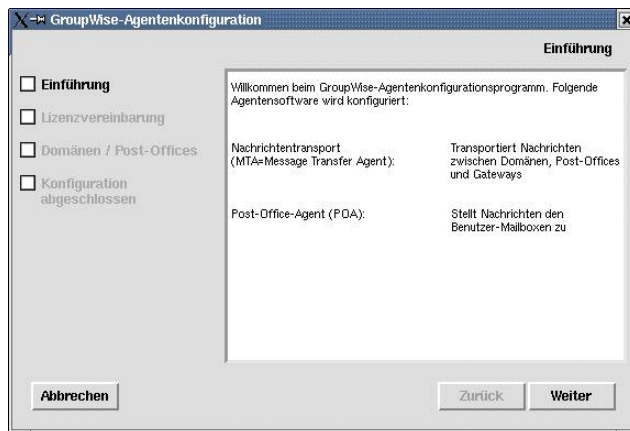 GroupWise-Agentenkonfiguration
Einführung
Einführung
Lizenzvereinbarung
Domänen / Post-Offices
Konfiguration
abgeschlossen
Willkommen beim GroupWise-Agentenkonfigurationsprogramm. Folgende
Agentensoftware wird konfiguriert:
Nachrichtentransport
(MTA=Message Transfer Agent):
Transportiert Nachrichten
zwischen Domänen, Post-Offices
und Gateways
Post-Office-Agent (POA):
Stellt Nachrichten den
Benutzer-Mailboxen zu
Abbrechen
Zurück
Weiter